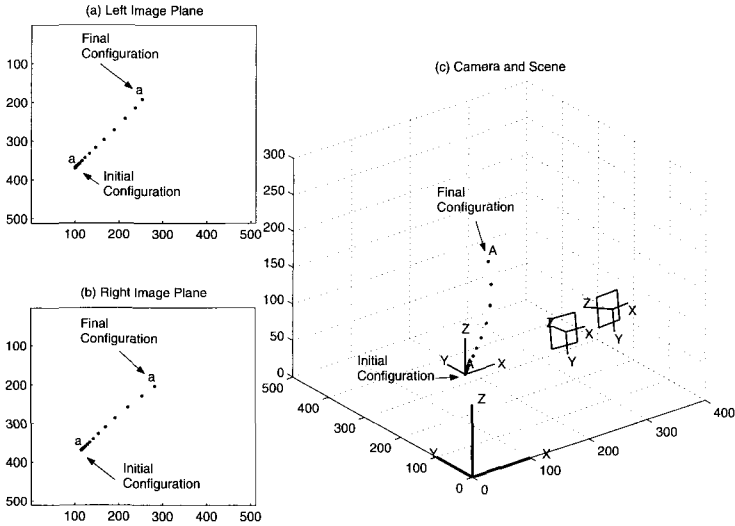 (a) Left Image Plane
Final
Configuration
a
100
200
300
400
500
a
Initial
Configuration
100 200 300 400 500
(b) Right Image Plane
Final
Configuration
a
100
200
300
400
500
a
Initial
Configuration
100 200 300 400 500
(c) Camera and Scene
300
250
200
150
100
50
0
Final
Configuration
A
Z
Y
A
X
Initial
Configuration
Z
X
Y
Z
X
Y
Z
Y
X
500
400
300
200
100
0
0
100
200
300
400